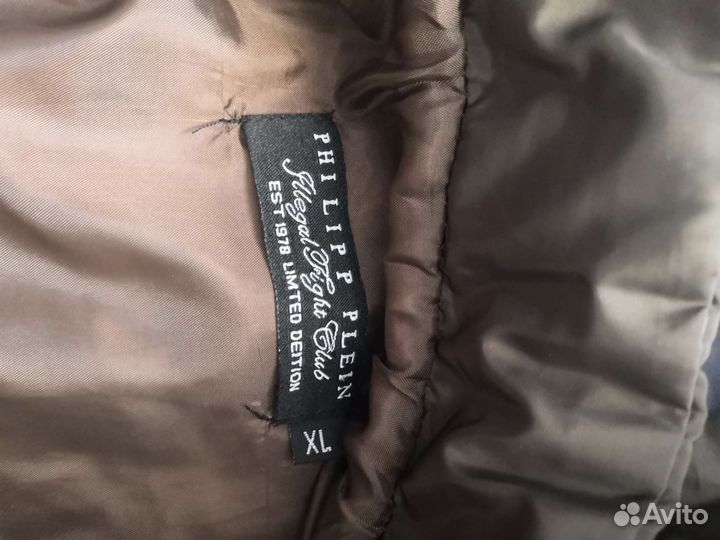 PHILIPP PLEIN
Illegal Fight Club
EST 1978 LIMTED DEITION
XL
Avito